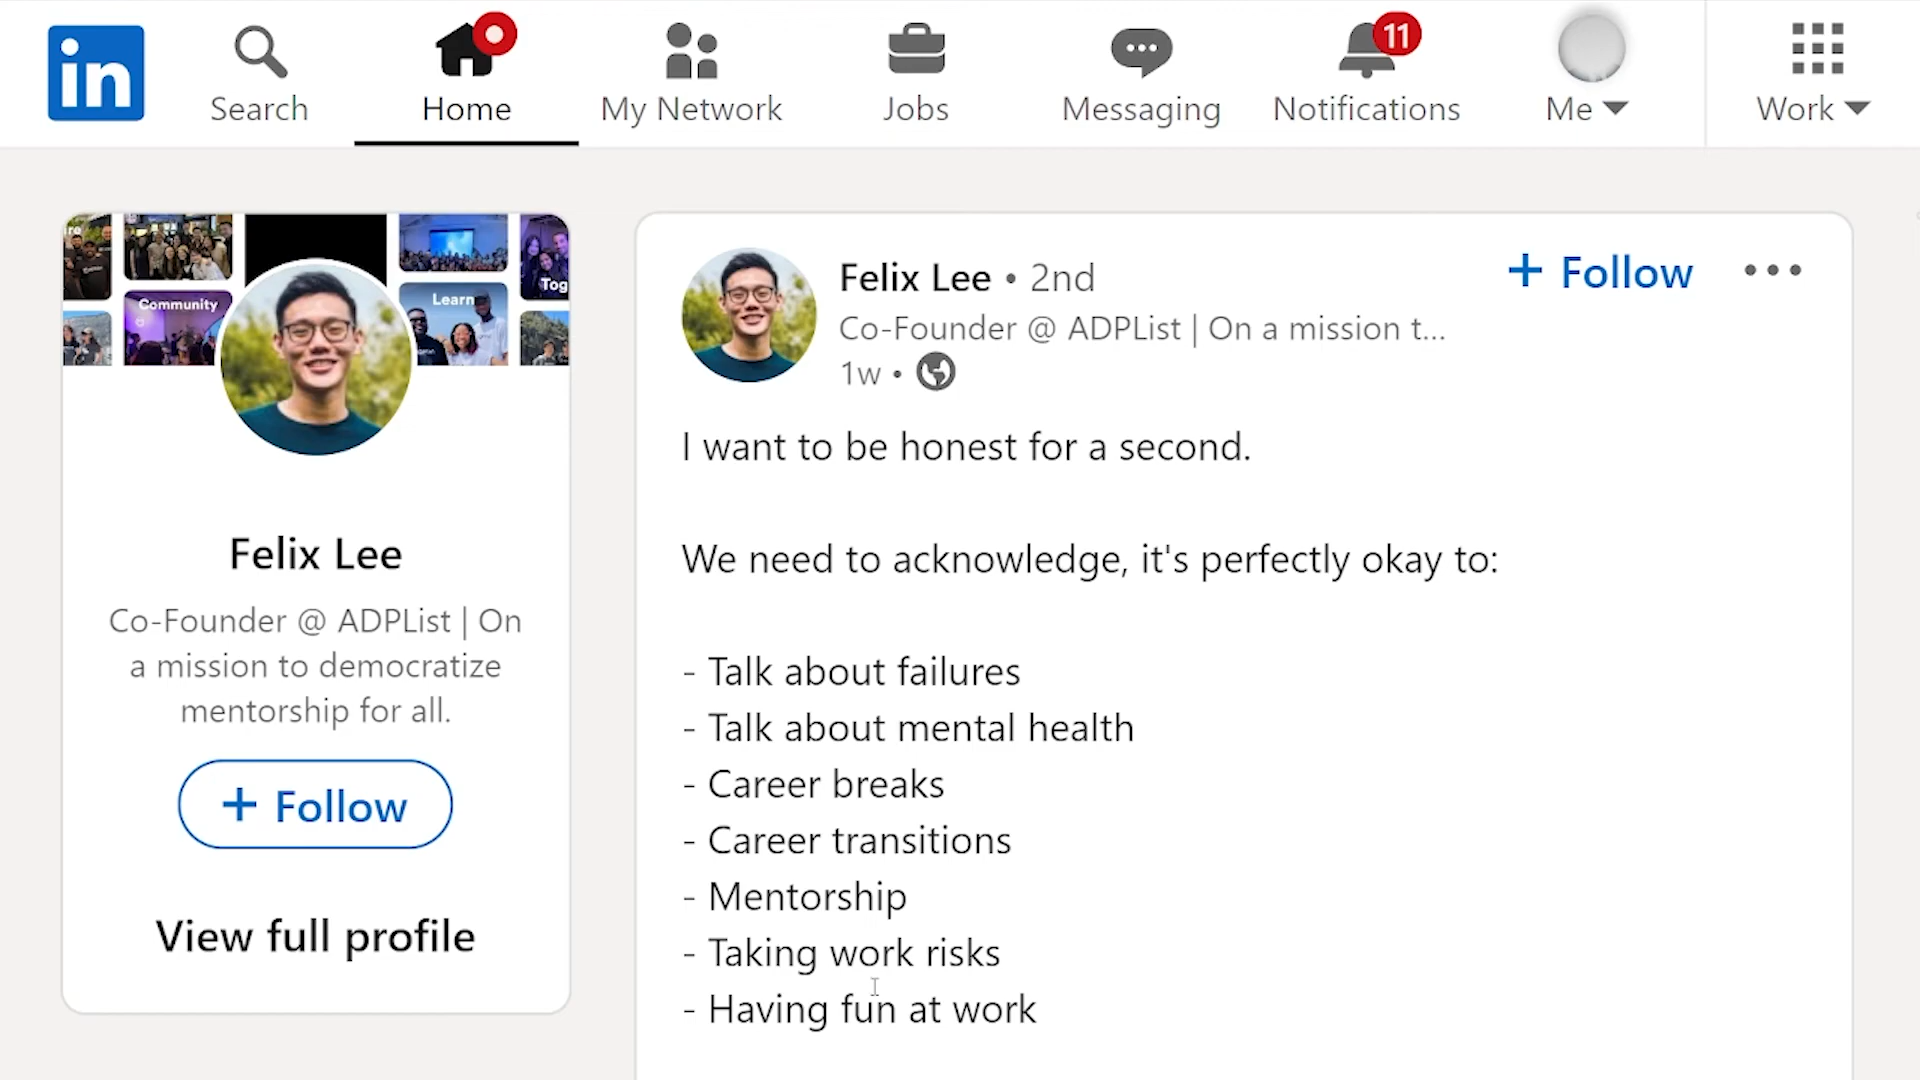 in
Search
Home
My Network
Jobs
Messaging
11
Notifications
Me
Work
Community
Learn
Tog
Felix Lee
Co-Founder @ ADPList | On
a mission to democratize
mentorship for all.
+ Follow
View full profile
Felix Lee • 2nd
+ Follow
Co-Founder @ ADPList | On a mission t...
1w •
I want to be honest for a second.
We need to acknowledge, it's perfectly okay to:
- Talk about failures
- Talk about mental health
- Career breaks
- Career transitions
- Mentorship
- Taking work risks
- Having fun at work